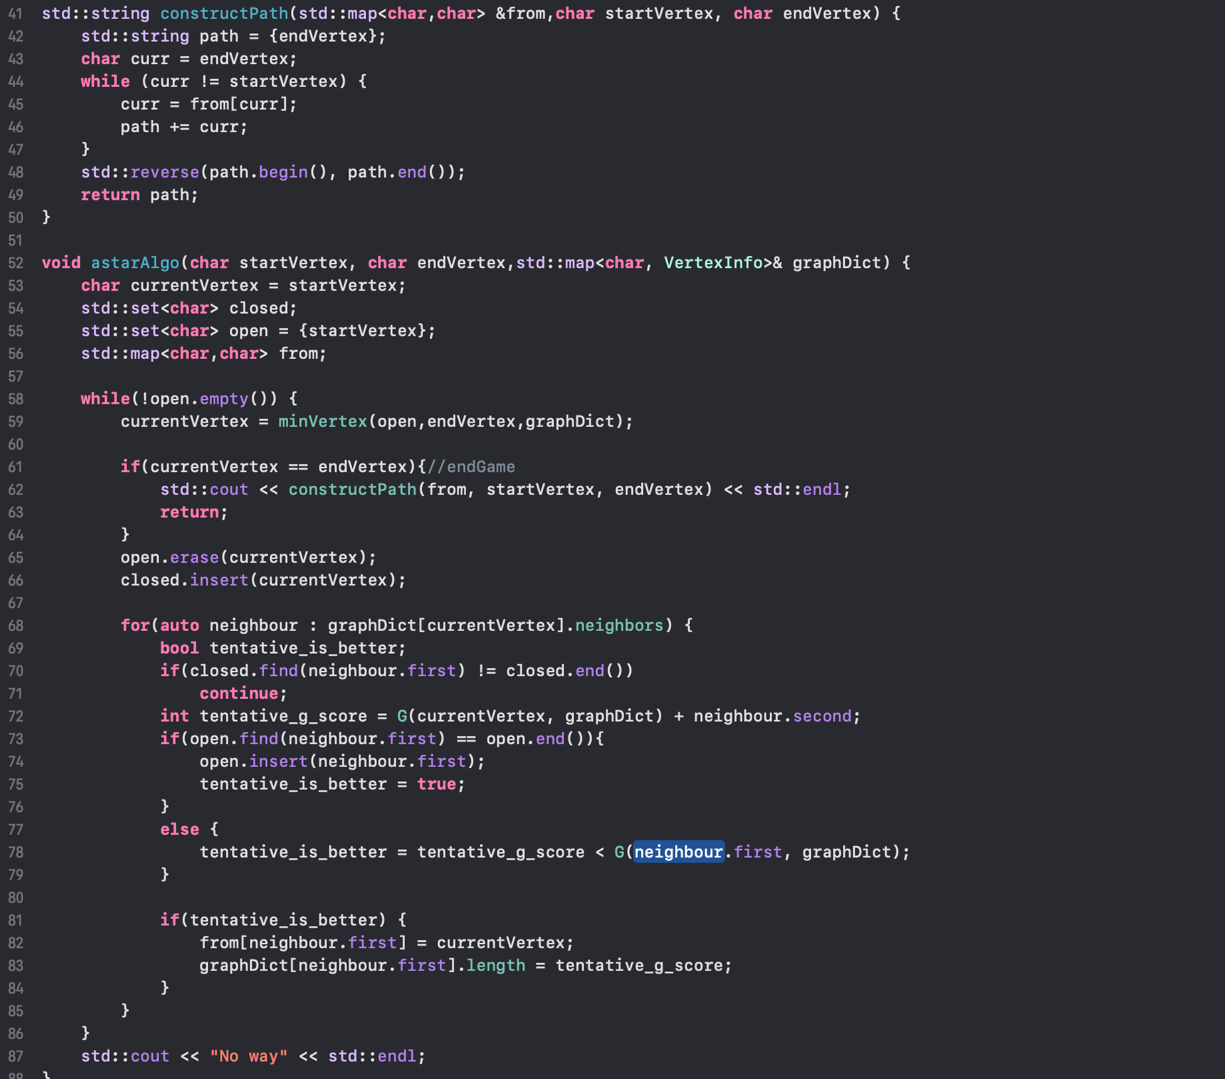 41 std::string constructPath(std::map<char,char> &from,char startVertex, char endVertex) {
42     std::string path = {endVertex};
43     char curr = endVertex;
44     while (curr != startVertex) {
45         curr = from[curr];
46         path += curr;
47     }
48     std::reverse(path.begin(), path.end());
49     return path;
50 }
51
52 void astarAlgo(char startVertex, char endVertex,std::map<char, VertexInfo>& graphDict) {
53     char currentVertex = startVertex;
54     std::set<char> closed;
55     std::set<char> open = {startVertex};
56     std::map<char,char> from;
57
58     while(!open.empty()) {
59         currentVertex = minVertex(open,endVertex,graphDict);
60
61         if(currentVertex == endVertex){//endGame
62             std::cout << constructPath(from, startVertex, endVertex) << std::endl;
63             return;
64         }
65         open.erase(currentVertex);
66         closed.insert(currentVertex);
67
68         for(auto neighbour : graphDict[currentVertex].neighbors) {
69             bool tentative_is_better;
70             if(closed.find(neighbour.first) != closed.end())
71                 continue;
72             int tentative_g_score = G(currentVertex, graphDict) + neighbour.second;
73             if(open.find(neighbour.first) == open.end()){
74                 open.insert(neighbour.first);
75                 tentative_is_better = true;
76             }
77             else {
78                 tentative_is_better = tentative_g_score < G(neighbour.first, graphDict);
79             }
80
81             if(tentative_is_better) {
82                 from[neighbour.first] = currentVertex;
83                 graphDict[neighbour.first].length = tentative_g_score;
84             }
85         }
86     }
87     std::cout << "No way" << std::endl;
88 }